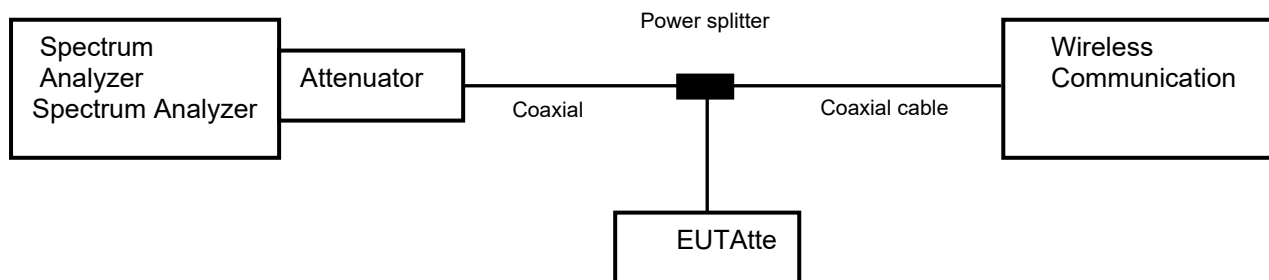 Power splitter
Spectrum
Analyzer
Spectrum Analyzer
Attenuator
Wireless
Communication
Coaxial
Coaxial cable
EUTAtte